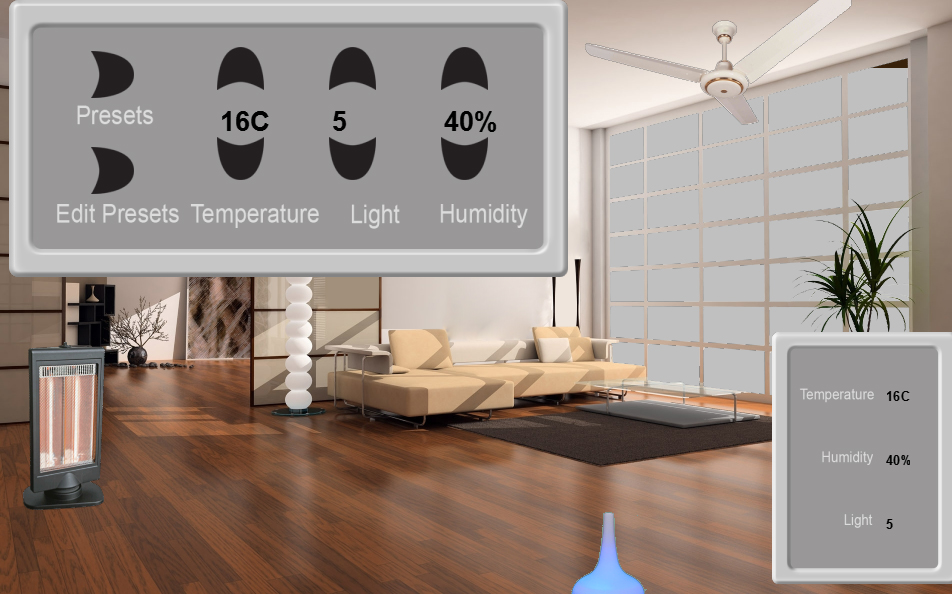 Presets
16C 5 40%
Edit Presets Temperature Light Humidity
Temperature 16C
Humidity 40%
Light 5